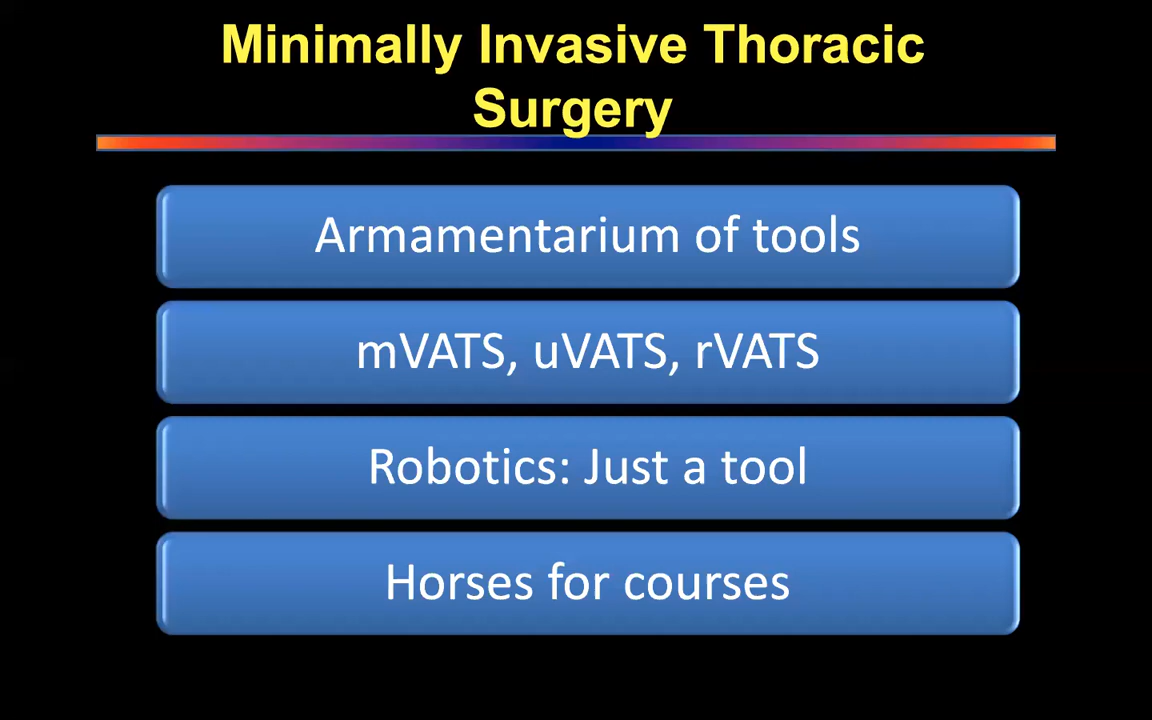 Minimally Invasive Thoracic
Surgery
Armamentarium of tools
mVATS, uVATS, rVATS
Robotics: Just a tool
Horses for courses